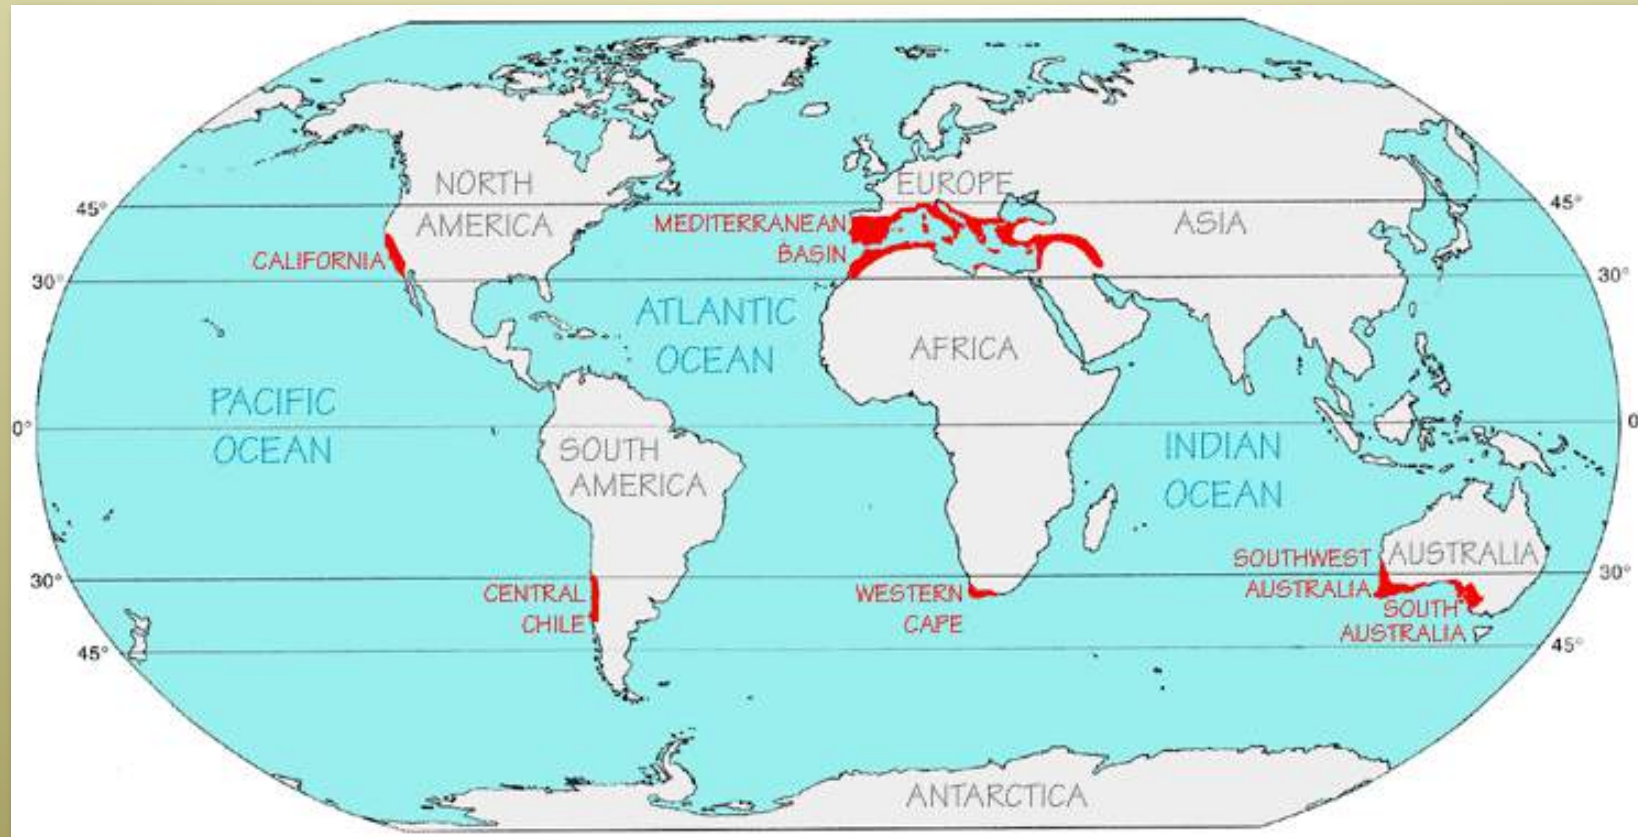 NORTH
AMERICA
EUROPE
ASIA
45°
45°
MEDITERRANEAN
BASIN
CALIFORNIA
30°
30°
ATLANTIC
OCEAN
AFRICA
PACIFIC
OCEAN
0°
0
SOUTH
AMERICA
INDIAN
OCEAN
SOUTHWEST
AUSTRALIA
AUSTRALIA
30°
30°
CENTRAL
CHILE
WESTERN
CAPE
SOUTH
AUSTRALIA
45°
45°
ANTARCTICA